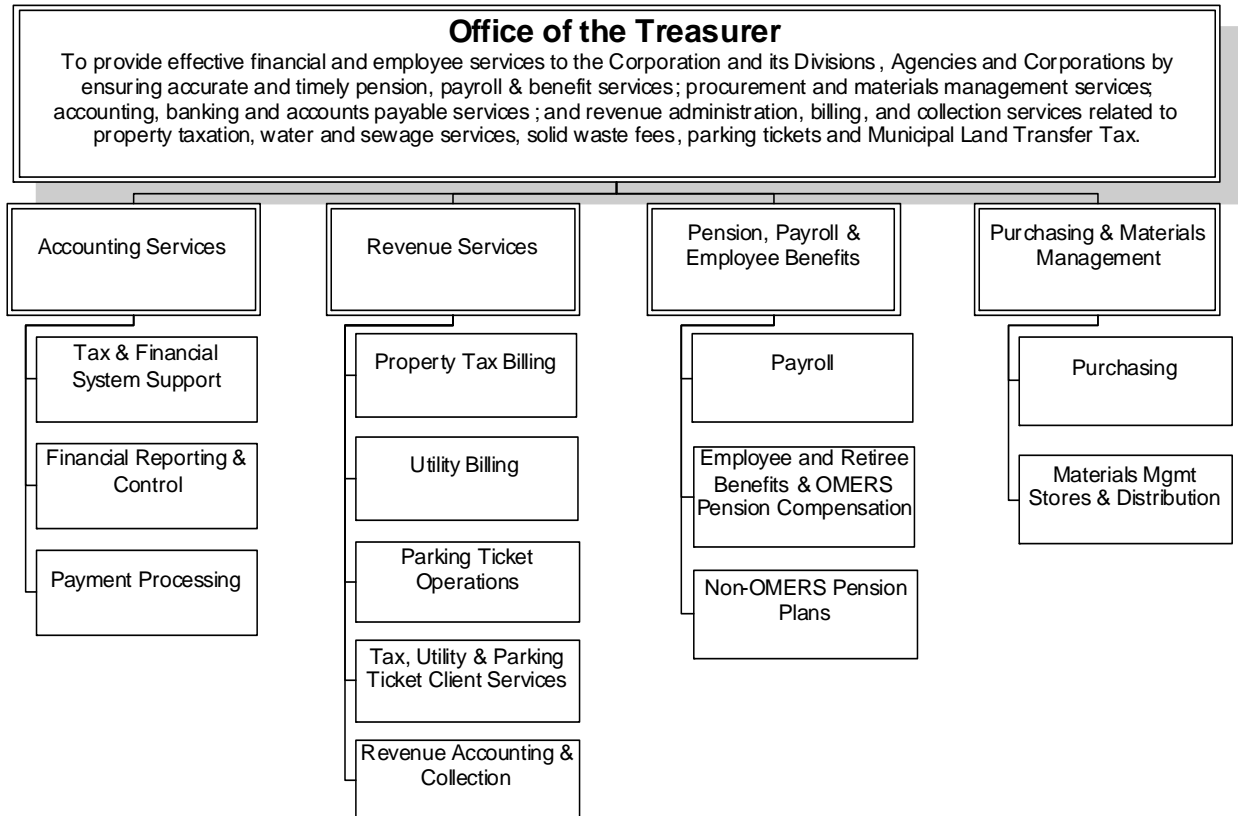 Office of the Treasurer
To provide effective financial and employee services to the Corporation and its Divisions, Agencies and Corporations by
ensuring accurate and timely pension, payroll & benefit services; procurement and materials management services;
accounting, banking and accounts payable services; and revenue administration, billing, and collection services related to
property taxation, water and sewage services, solid waste fees, parking tickets and Municipal Land Transfer Tax.
Accounting Services
Tax & Financial
System Support
Financial Reporting &
Control
Payment Processing
Revenue Services
Property Tax Billing
Utility Billing
Parking Ticket
Operations
Tax, Utility & Parking
Ticket Client Services
Revenue Accounting &
Collection
Pension, Payroll &
Employee Benefits
Payroll
Employee and Retiree
Benefits & OMERS
Pension Compensation
Non-OMERS Pension
Plans
Purchasing & Materials
Management
Purchasing
Materials Mgmt
Stores & Distribution